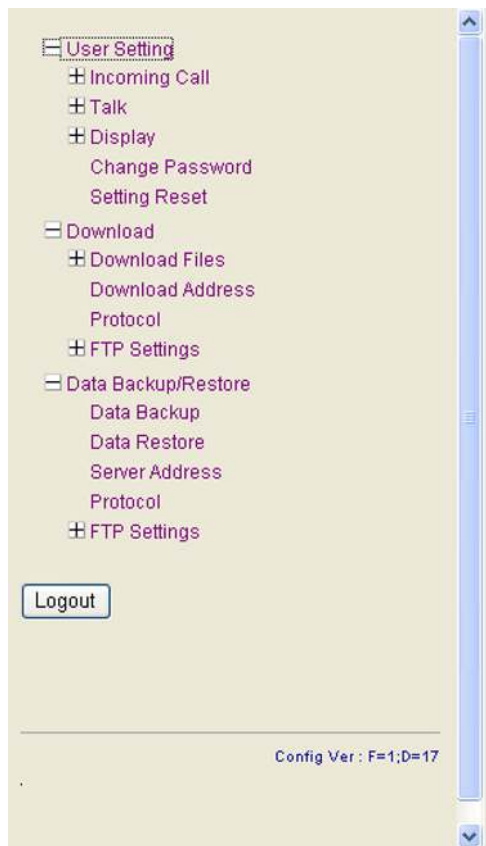 User Setting
Incoming Call
Talk
Display
Change Password
Setting Reset
Download
Download Files
Download Address
Protocol
FTP Settings
Data Backup/Restore
Data Backup
Data Restore
Server Address
Protocol
FTP Settings
Logout
Config Ver : F=1;D=17
.